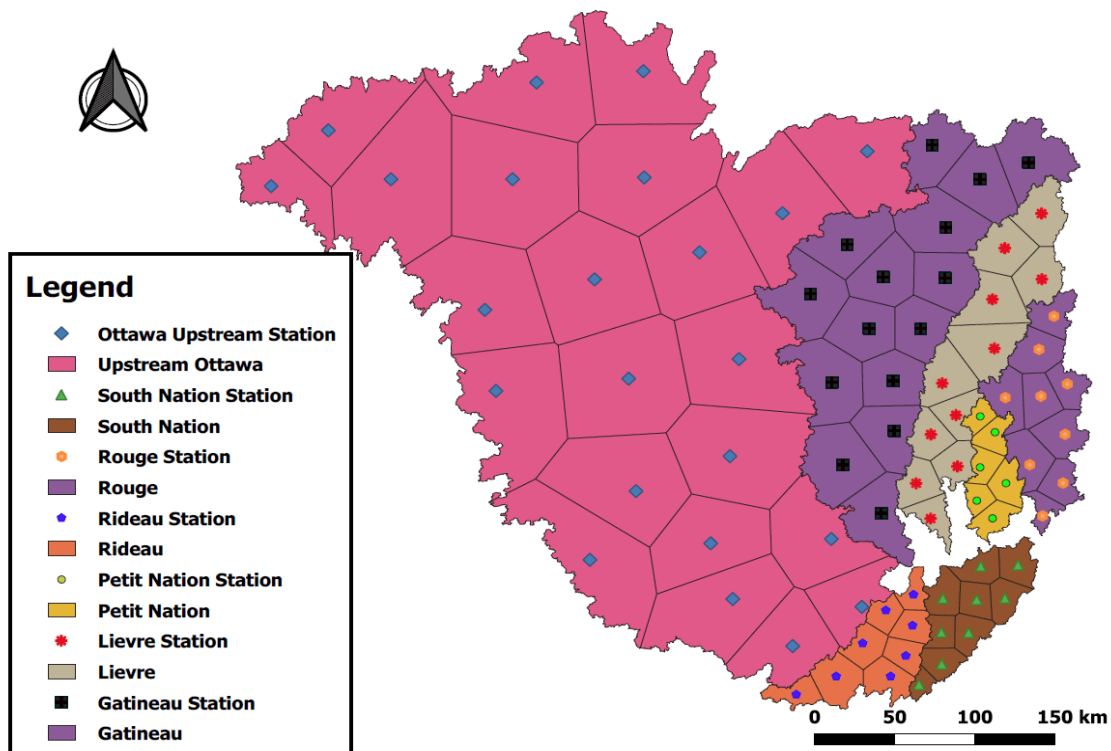 Legend
Ottawa Upstream Station
Upstream Ottawa
South Nation Station
South Nation
Rouge Station
Rouge
Rideau Station
Rideau
Petit Nation Station
Petit Nation
Lievre Station
Lievre
Gatineau Station
Gatineau
0 50 100 150 km